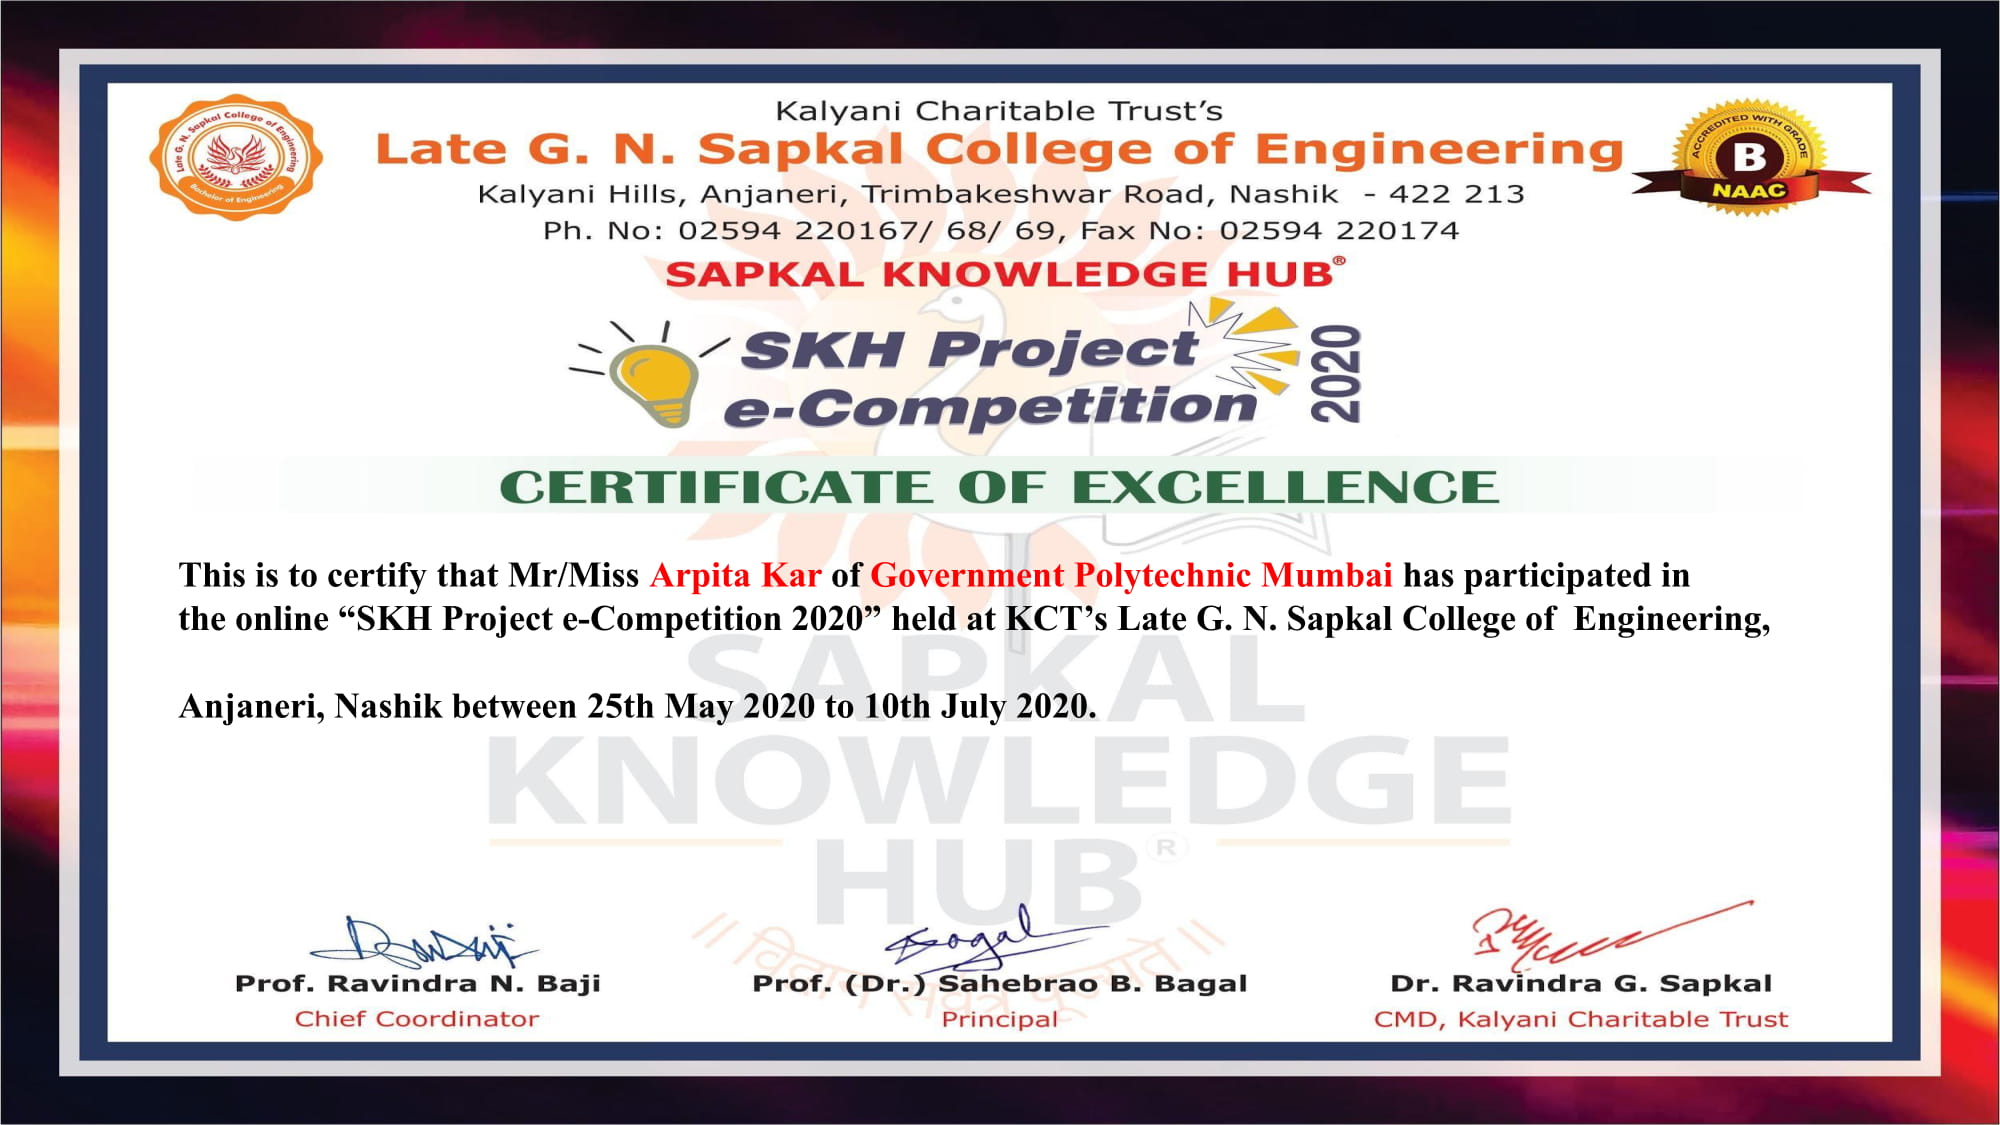 Kalyani Charitable Trust’s
Late G. N. Sapkal College of Engineering
Late G. N. Sapkal College of Engineering
Bachelor of Engineering
ACCREDITED WITH GRADE
B
NAAC
Kalyani Hills, Anjaneri, Trimbakeshwar Road, Nashik - 422 213
Ph. No: 02594 220167/ 68/ 69, Fax No: 02594 220174
SAPKAL KNOWLEDGE HUB®
SKH Project
e-Competition
2020
CERTIFICATE OF EXCELLENCE
This is to certify that Mr/Miss Arpita Kar of Government Polytechnic Mumbai has participated in
the online “SKH Project e-Competition 2020” held at KCT’s Late G. N. Sapkal College of Engineering,
Anjaneri, Nashik between 25th May 2020 to 10th July 2020.
SAPKAL
KNOWLEDGE
HUB®
Prof. Ravindra N. Baji
Chief Coordinator
Prof. (Dr.) Sahebrao B. Bagal
Principal
Dr. Ravindra G. Sapkal
CMD, Kalyani Charitable Trust